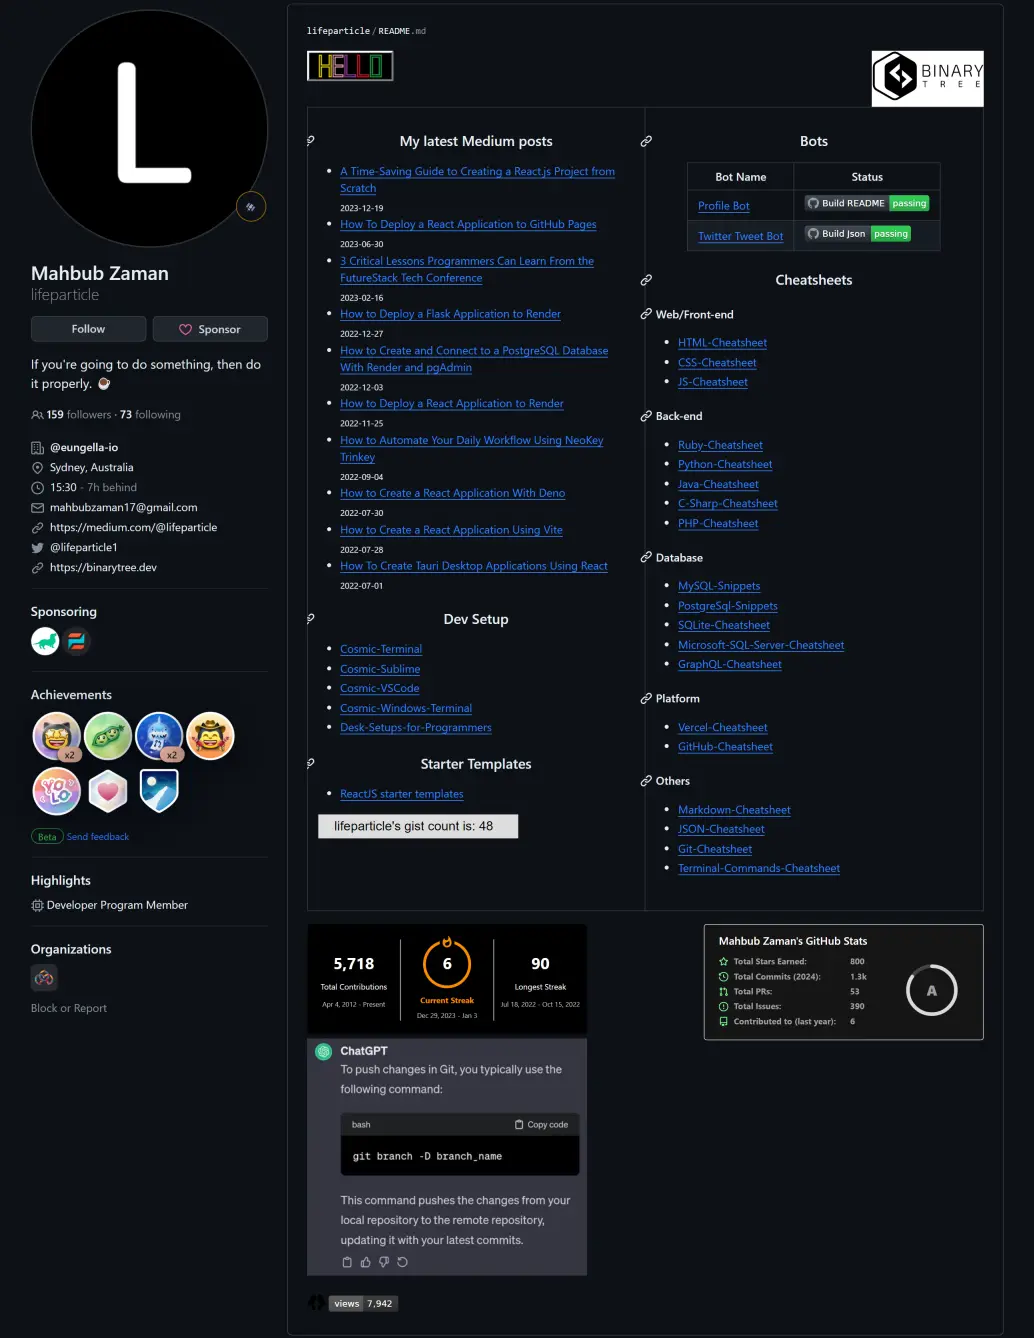 L
Mahbub Zaman
lifeparticle
Follow
Sponsor
If you're going to do something, then do
it properly. ☕
159 followers · 73 following
@eungella-io
Sydney, Australia
15:30 - 7h behind
mahbubzaman17@gmail.com
https://medium.com/@lifeparticle
@lifeparticle1
https://binarytree.dev
Sponsoring
Achievements
x2
x2
YOLO
Beta Send feedback
Highlights
Developer Program Member
Organizations
Block or Report
lifeparticle/README.md
HELLO
BINARY
TREE
My latest Medium posts
A Time-Saving Guide to Creating a React.js Project from
Scratch
2023-12-19
How To Deploy a React Application to GitHub Pages
2023-06-30
3 Critical Lessons Programmers Can Learn From the
FutureStack Tech Conference
2023-02-16
How to Deploy a Flask Application to Render
2022-12-27
How to Create and Connect to a PostgreSQL Database
With Render and pgAdmin
2022-12-03
How to Deploy a React Application to Render
2022-11-25
How to Automate Your Daily Workflow Using NeoKey
Trinkey
2022-09-04
How to Create a React Application With Deno
2022-07-30
How to Create a React Application Using Vite
2022-07-28
How To Create Tauri Desktop Applications Using React
2022-07-01
Dev Setup
Cosmic-Terminal
Cosmic-Sublime
Cosmic-VSCode
Cosmic-Windows-Terminal
Desk-Setups-for-Programmers
Starter Templates
ReactJS starter templates
lifeparticle's gist count is: 48
Bots
Bot Name Status
Profile Bot Build README passing
Twitter Tweet Bot Build Json passing
Cheatsheets
Web/Front-end
HTML-Cheatsheet
CSS-Cheatsheet
JS-Cheatsheet
Back-end
Ruby-Cheatsheet
Python-Cheatsheet
Java-Cheatsheet
C-Sharp-Cheatsheet
PHP-Cheatsheet
Database
MySQL-Snippets
PostgreSql-Snippets
SQLite-Cheatsheet
Microsoft-SQL-Server-Cheatsheet
GraphQL-Cheatsheet
Platform
Vercel-Cheatsheet
GitHub-Cheatsheet
Others
Markdown-Cheatsheet
JSON-Cheatsheet
Git-Cheatsheet
Terminal-Commands-Cheatsheet
5,718
Total Contributions
Apr 4, 2012 - Present
6
Current Streak
Dec 29, 2023 - Jan 3
90
Longest Streak
Jul 18, 2022 - Oct 15, 2022
Mahbub Zaman's GitHub Stats
Total Stars Earned: 800
Total Commits (2024): 1.3k
Total PRs: 53
Total Issues: 390
Contributed to (last year): 6
A
ChatGPT
To push changes in Git, you typically use the
following command:
bash Copy code
git branch -D branch_name
This command pushes the changes from your
local repository to the remote repository,
updating it with your latest commits.
views 7,942